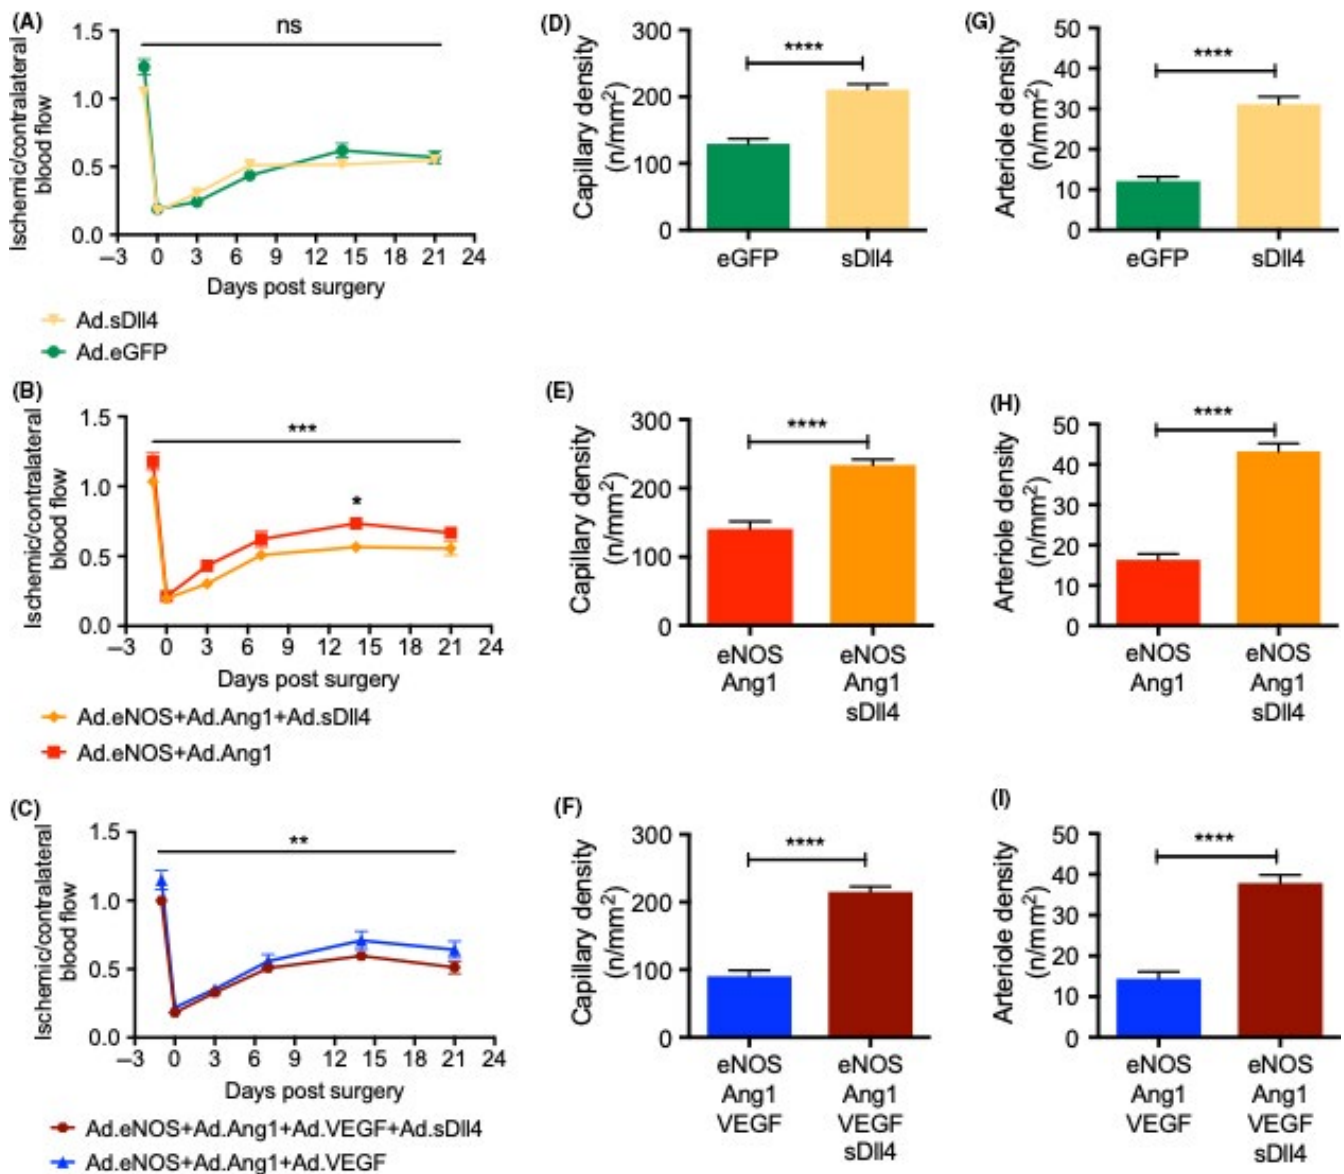 (A)
Ischemic/contralateral
blood flow
1.5
1.0
0.5
0.0
ns
–3 0 3 6 9 12 15 18 21 24
Days post surgery
Ad.sDll4
Ad.eGFP
(D)
Capillary density
(n/mm²)
300
200
100
0
****
eGFP sDll4
(G)
Arteriole density
(n/mm²)
50
40
30
20
10
0
****
eGFP sDll4
(B)
Ischemic/contralateral
blood flow
1.5
1.0
0.5
0.0
***
*
–3 0 3 6 9 12 15 18 21 24
Days post surgery
Ad.eNOS+Ad.Ang1+Ad.sDll4
Ad.eNOS+Ad.Ang1
(E)
Capillary density
(n/mm²)
300
200
100
0
****
eNOS eNOS
Ang1 Ang1
sDll4
(H)
Arteriole density
(n/mm²)
50
40
30
20
10
0
****
eNOS eNOS
Ang1 Ang1
sDll4
(C)
Ischemic/contralateral
blood flow
1.5
1.0
0.5
0.0
**
–3 0 3 6 9 12 15 18 21 24
Days post surgery
Ad.eNOS+Ad.Ang1+Ad.VEGF+Ad.sDll4
Ad.eNOS+Ad.Ang1+Ad.VEGF
(F)
Capillary density
(n/mm²)
300
200
100
0
****
eNOS eNOS
Ang1 Ang1
VEGF VEGF
sDll4
(I)
Arteriole density
(n/mm²)
50
40
30
20
10
0
****
eNOS eNOS
Ang1 Ang1
VEGF VEGF
sDll4